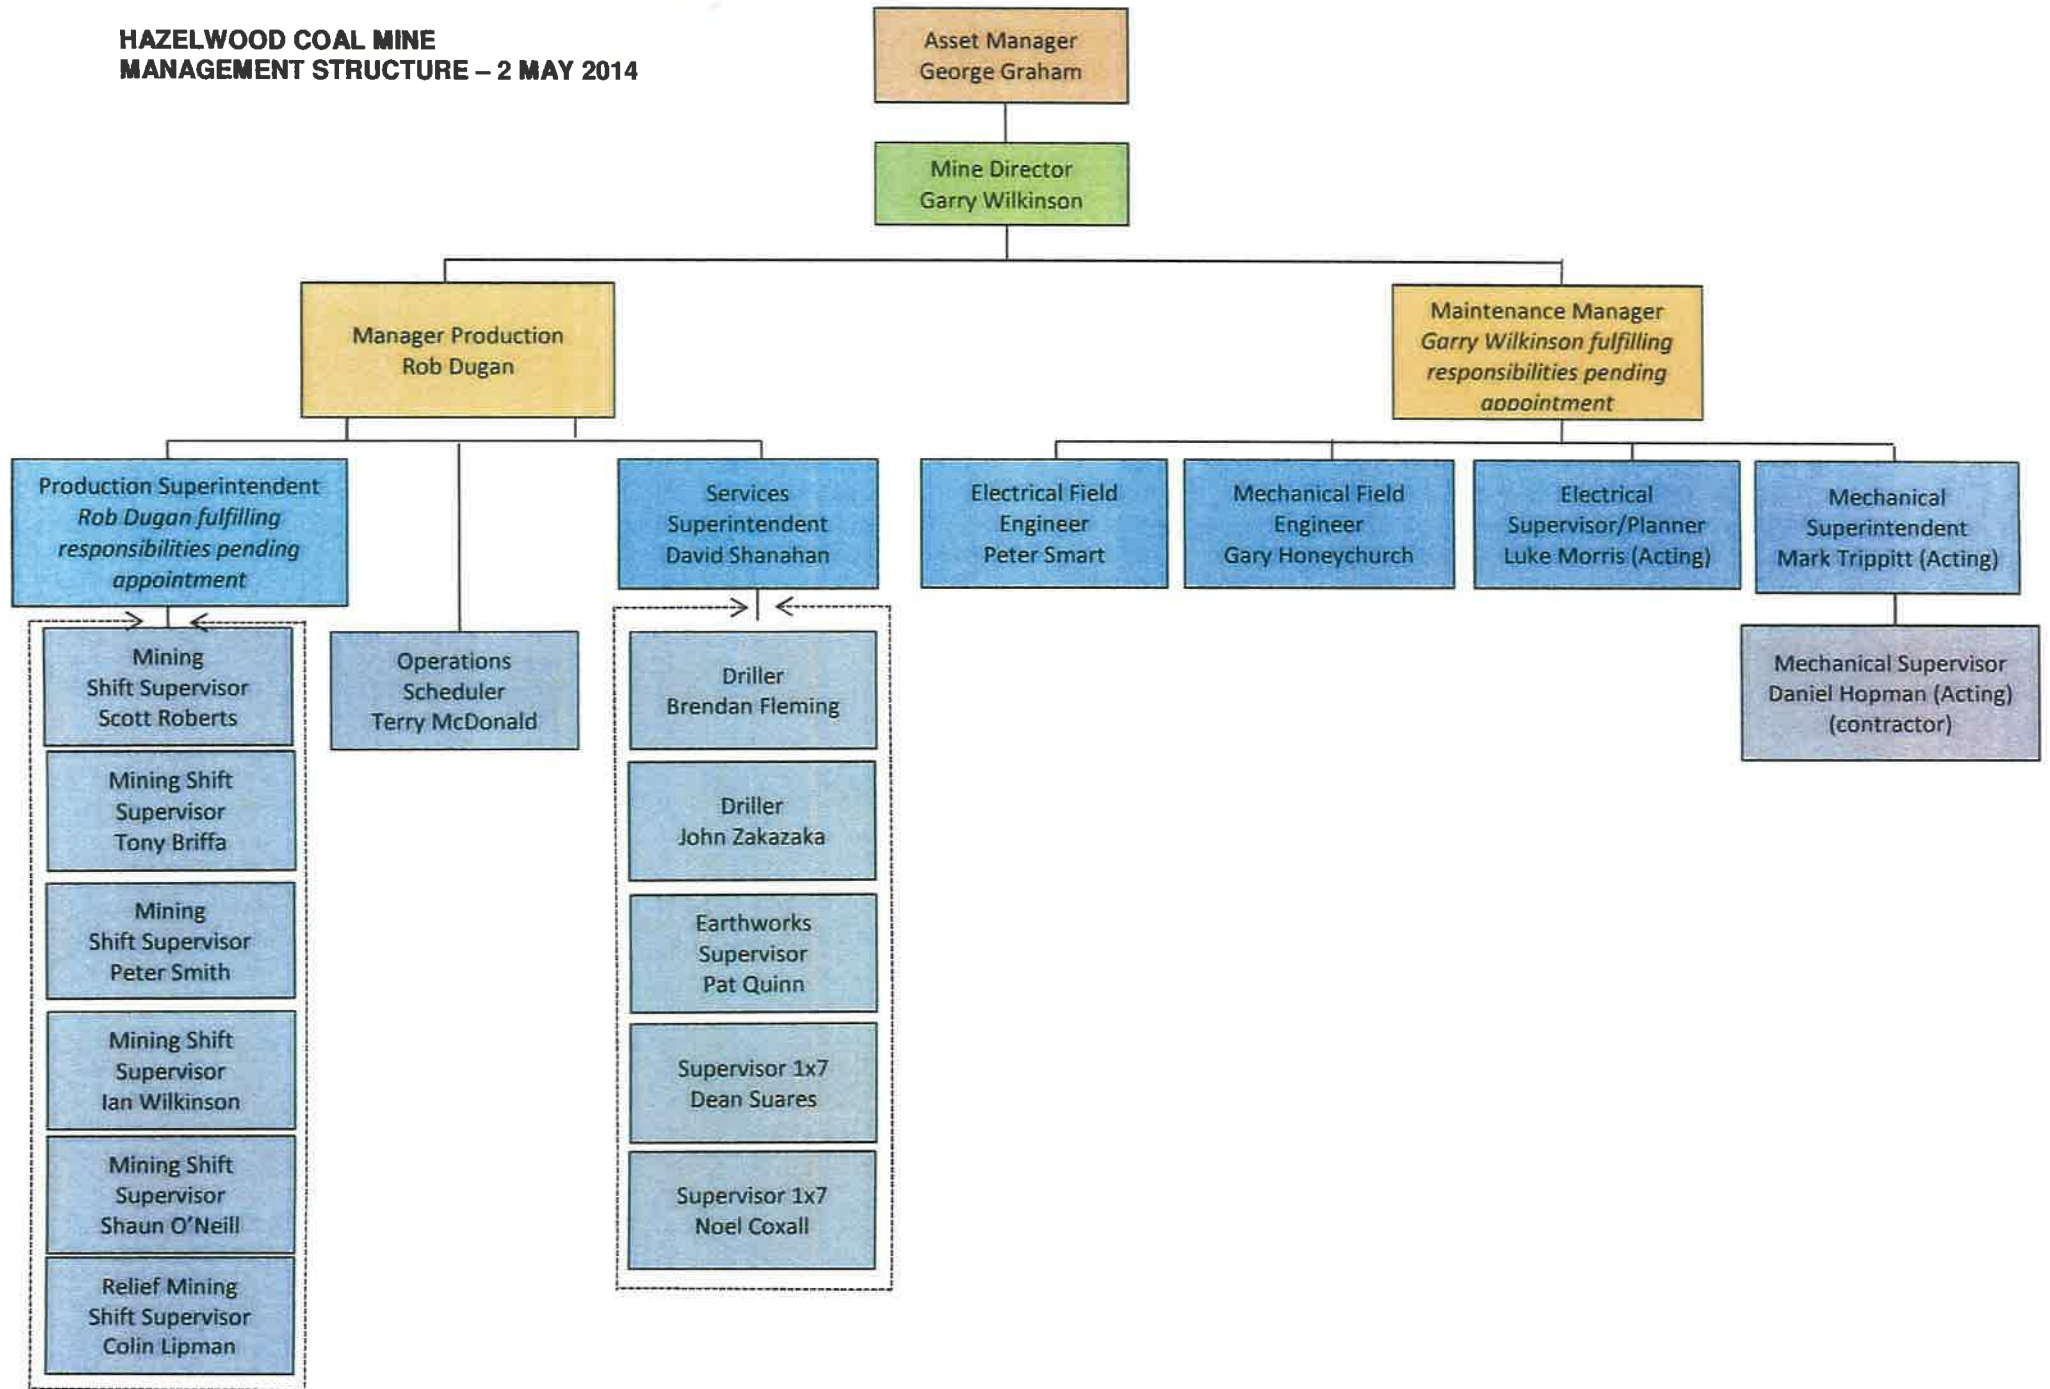 HAZELWOOD COAL MINE
MANAGEMENT STRUCTURE – 2 MAY 2014
Asset Manager
George Graham
Mine Director
Garry Wilkinson
Manager Production
Rob Dugan
Maintenance Manager
Garry Wilkinson fulfilling
responsibilities pending
appointment
Production Superintendent
Rob Dugan fulfilling
responsibilities pending
appointment
Services
Superintendent
David Shanahan
Electrical Field
Engineer
Peter Smart
Mechanical Field
Engineer
Gary Honeychurch
Electrical
Supervisor/Planner
Luke Morris (Acting)
Mechanical
Superintendent
Mark Trippitt (Acting)
Mining
Shift Supervisor
Scott Roberts
Operations
Scheduler
Terry McDonald
Driller
Brendan Fleming
Mechanical Supervisor
Daniel Hopman (Acting)
(contractor)
Mining Shift
Supervisor
Tony Briffa
Driller
John Zakazaka
Mining
Shift Supervisor
Peter Smith
Earthworks
Supervisor
Pat Quinn
Mining Shift
Supervisor
Ian Wilkinson
Supervisor 1x7
Dean Suares
Mining Shift
Supervisor
Shaun O'Neill
Supervisor 1x7
Noel Coxall
Relief Mining
Shift Supervisor
Colin Lipman